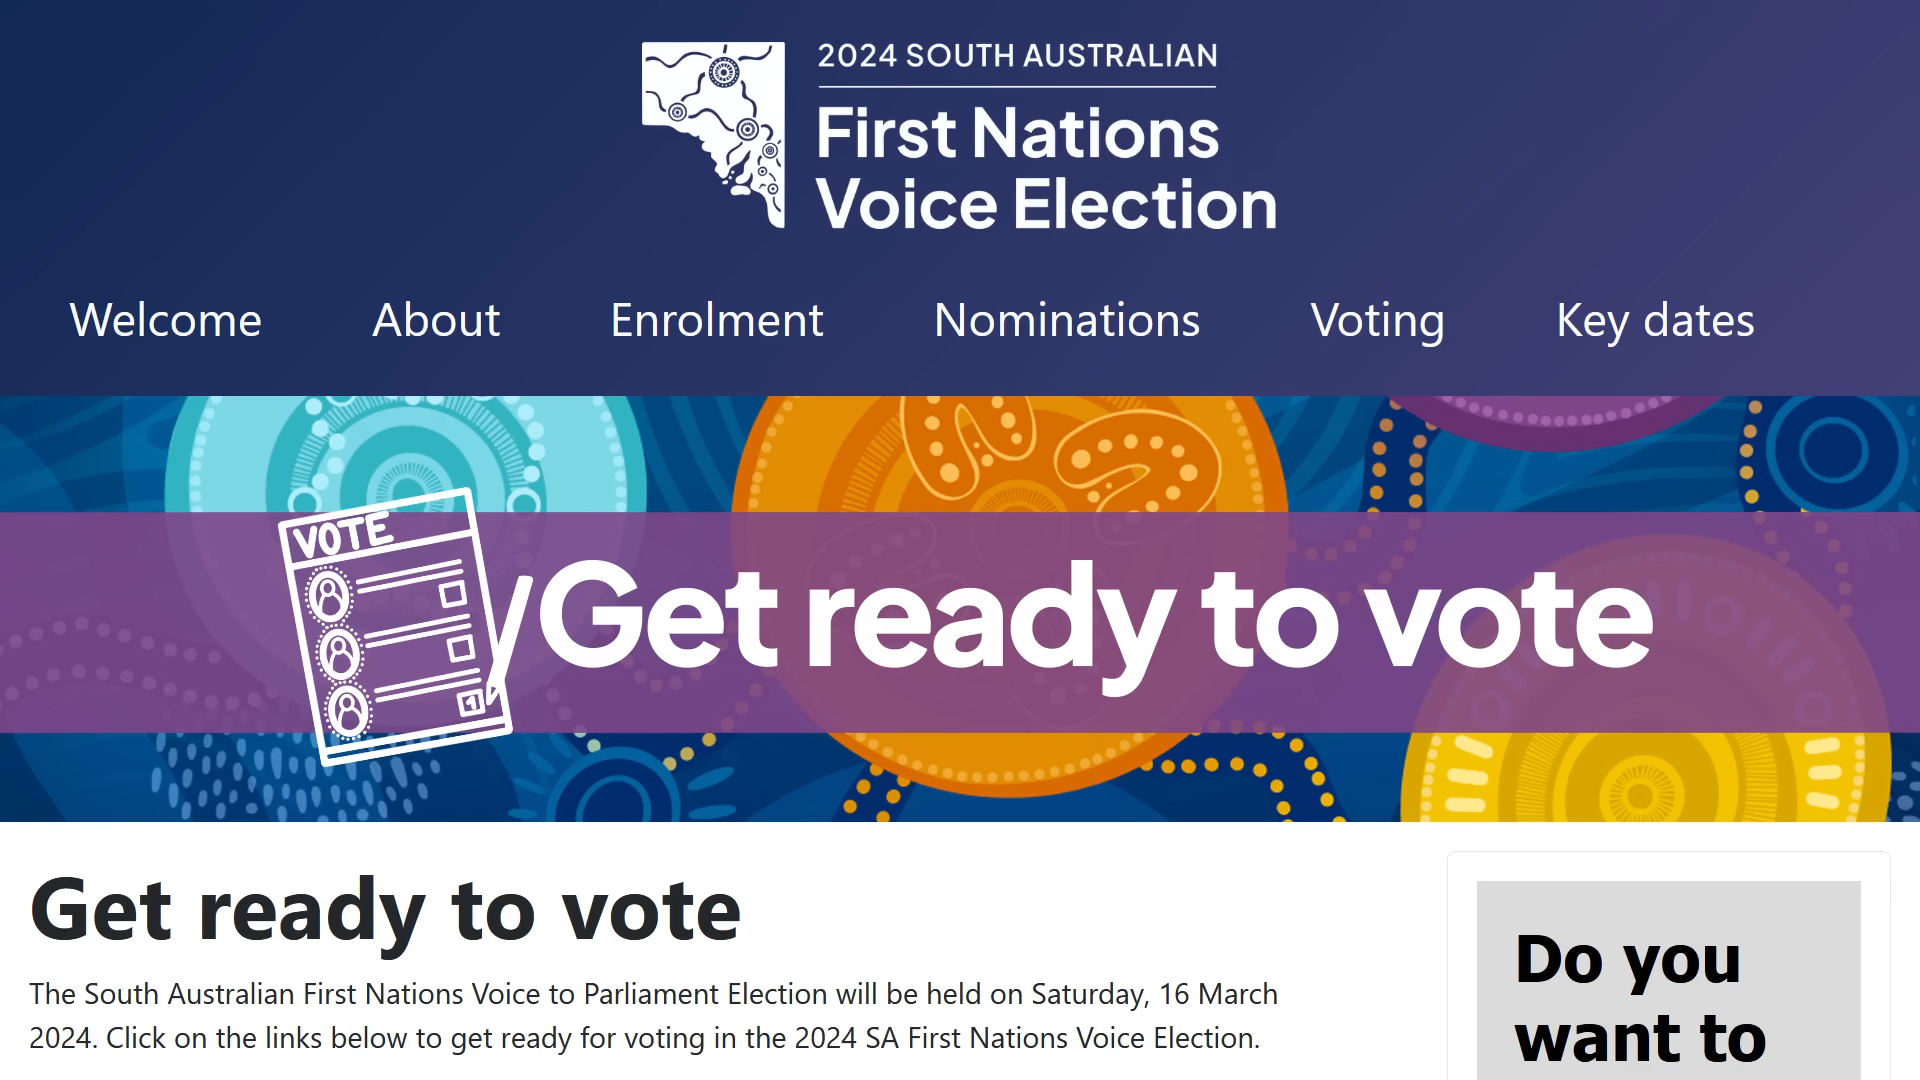 2024 SOUTH AUSTRALIAN
First Nations
Voice Election
Welcome About Enrolment Nominations Voting Key dates
VOTE
1
Get ready to vote
Get ready to vote
The South Australian First Nations Voice to Parliament Election will be held on Saturday, 16 March
2024. Click on the links below to get ready for voting in the 2024 SA First Nations Voice Election.
Do you
want to